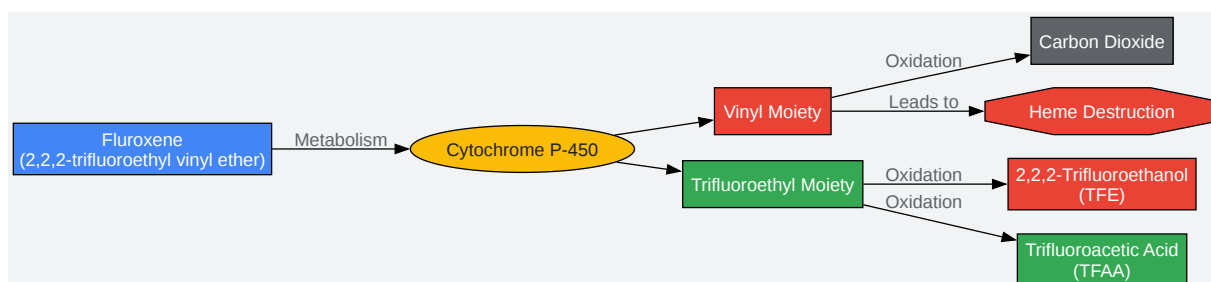 Fluroxene
(2,2,2-trifluoroethyl vinyl ether)
Metabolism
Cytochrome P-450
Vinyl Moiety
Trifluoroethyl Moiety
Oxidation
Carbon Dioxide
Leads to
Heme Destruction
Oxidation
2,2,2-Trifluoroethanol
(TFE)
Oxidation
Trifluoroacetic Acid
(TFAA)